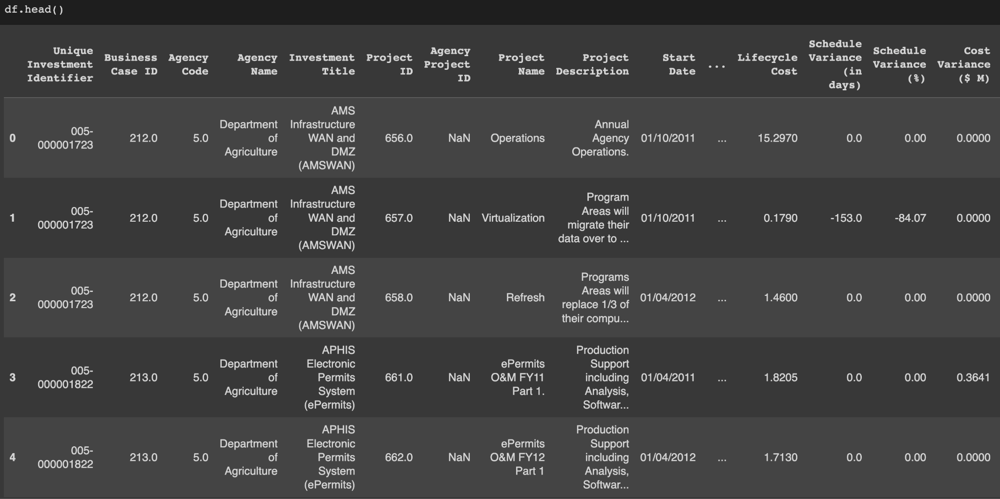 df.head()
Unique Investment Identifier Business Case ID Agency Code Agency Name Investment Title Project ID Agency Project ID Project Name Project Description Start Date ... Lifecycle Cost Schedule Variance (in days) Schedule Variance (%) Cost Variance ($ M)
0 005-000001723 212.0 5.0 Department of Agriculture AMS Infrastructure WAN and DMZ (AMSWAN) 656.0 NaN Operations Annual Agency Operations. 01/10/2011 ... 15.2970 0.0 0.00 0.0000
1 005-000001723 212.0 5.0 Department of Agriculture AMS Infrastructure WAN and DMZ (AMSWAN) 657.0 NaN Virtualization Program Areas will migrate their data over to ... 01/10/2011 ... 0.1790 -153.0 -84.07 0.0000
2 005-000001723 212.0 5.0 Department of Agriculture AMS Infrastructure WAN and DMZ (AMSWAN) 658.0 NaN Refresh Programs Areas will replace 1/3 of their compu... 01/04/2012 ... 1.4600 0.0 0.00 0.0000
3 005-000001822 213.0 5.0 Department of Agriculture APHIS Electronic Permits System (ePermits) 661.0 NaN ePermits O&M FY11 Part 1. Production Support including Analysis, Softwar... 01/04/2011 ... 1.8205 0.0 0.00 0.3641
4 005-000001822 213.0 5.0 Department of Agriculture APHIS Electronic Permits System (ePermits) 662.0 NaN ePermits O&M FY12 Part 1 Production Support including Analysis, Softwar... 01/04/2012 ... 1.7130 0.0 0.00 0.0000